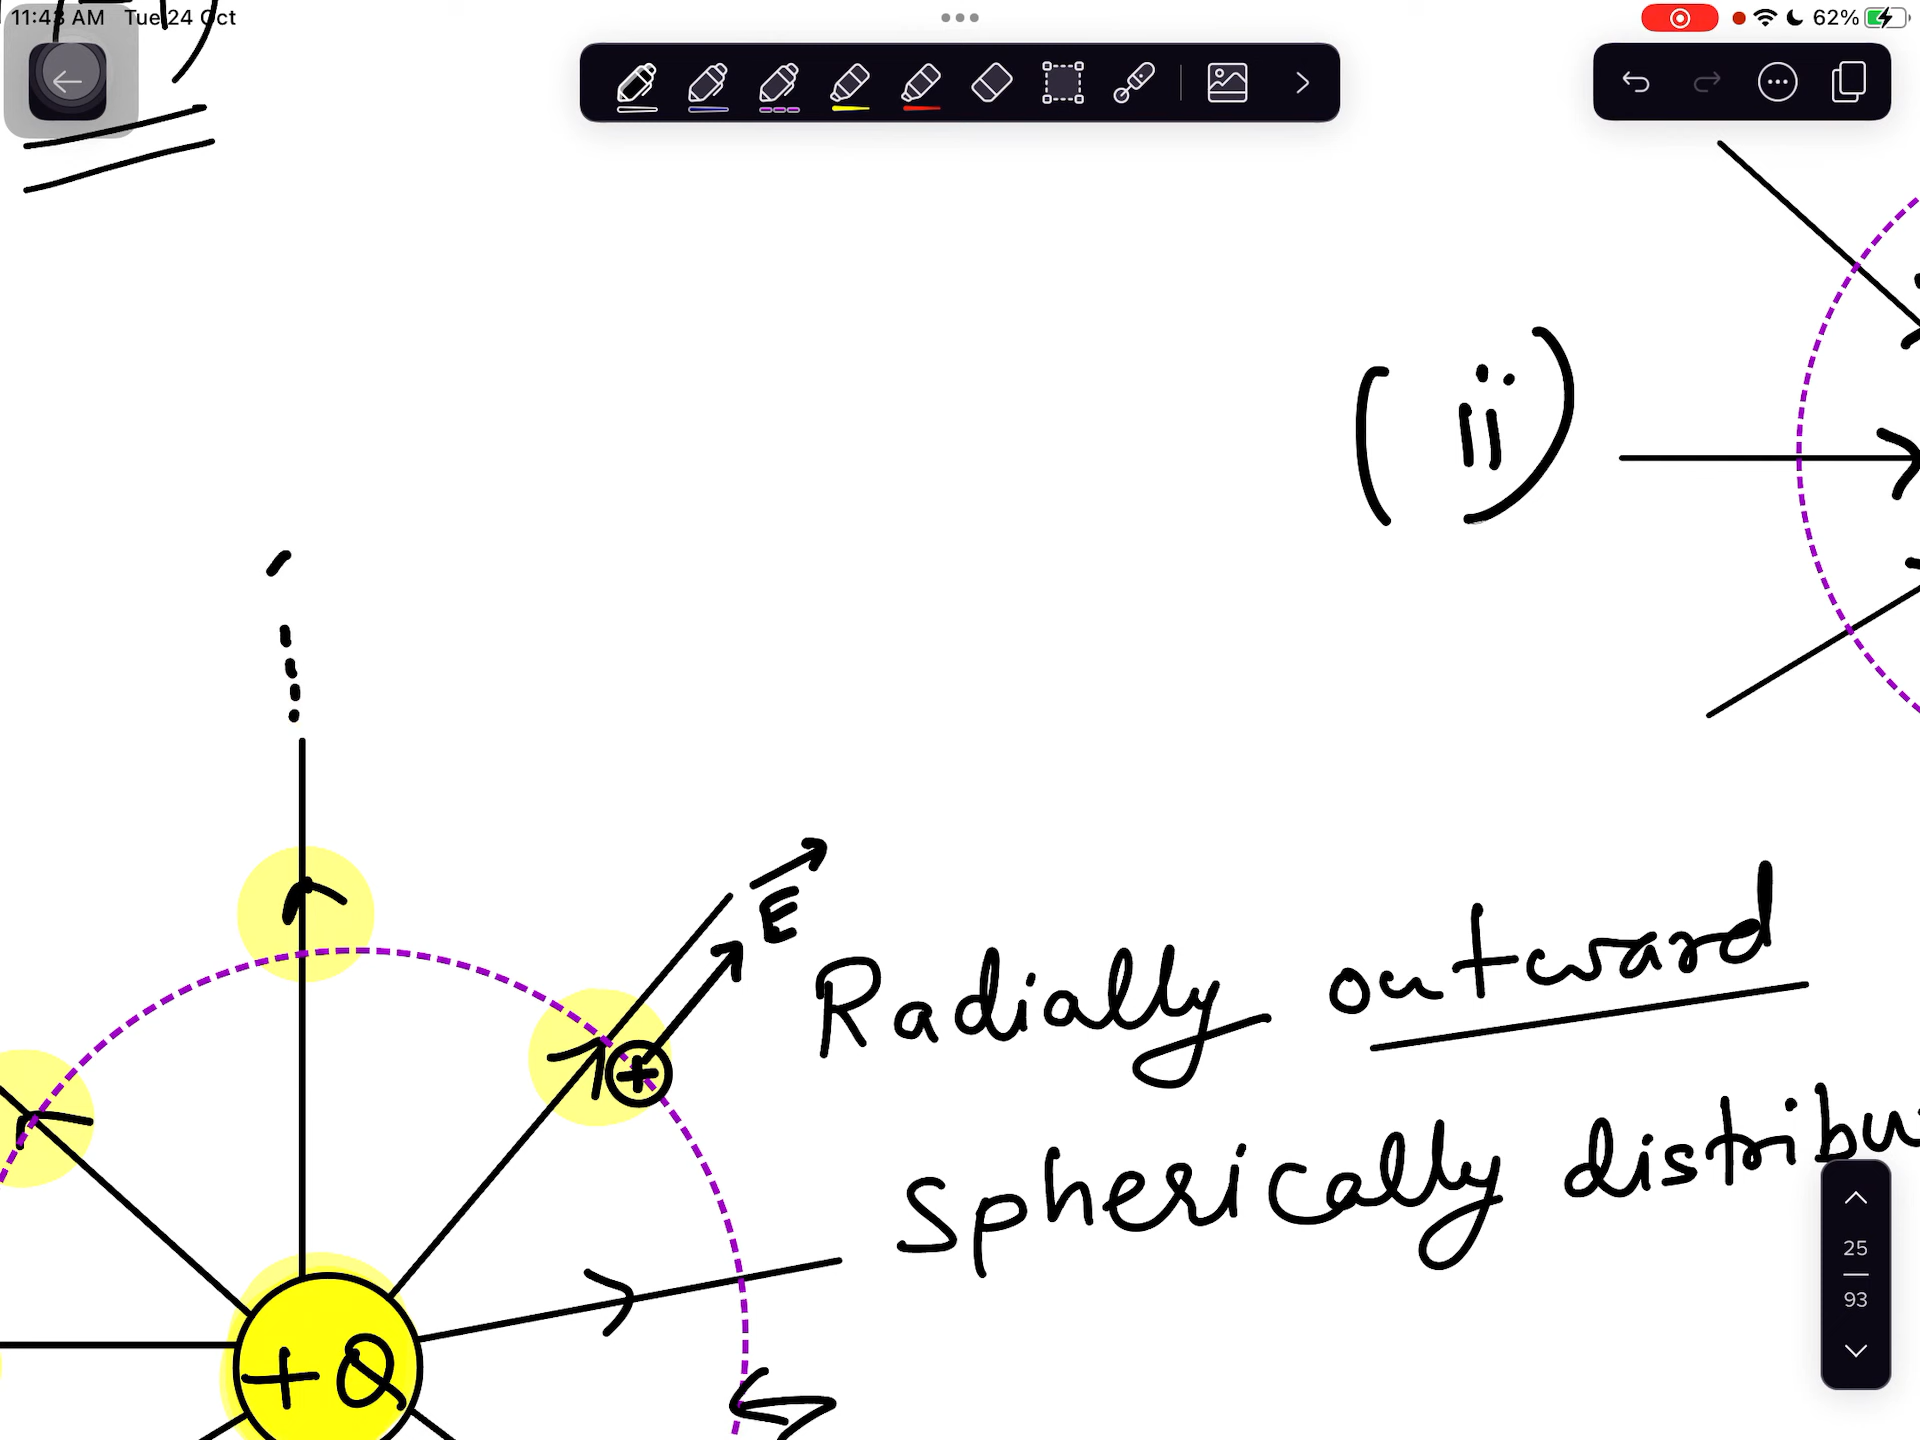 11:43 AM Tue 24 Oct
62%
(ii)
E
Radially outward
Spherically distribu
+
+Q
25
93